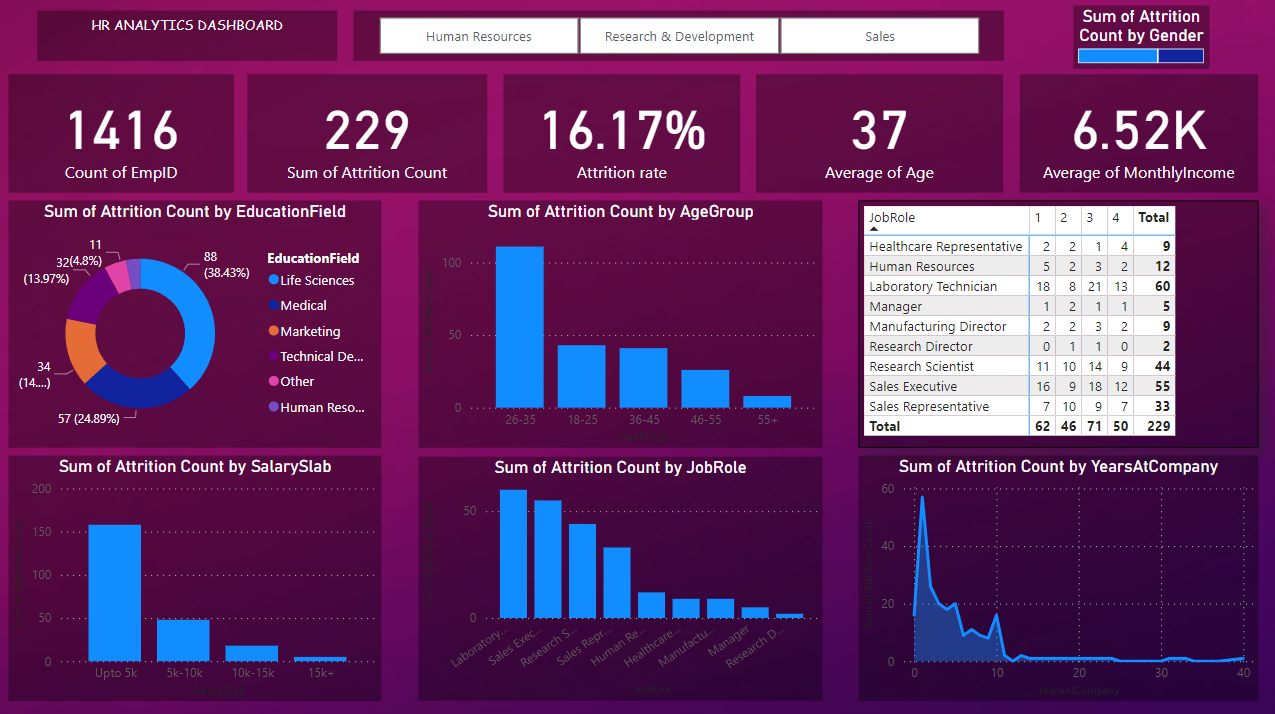 HR ANALYTICS DASHBOARD
Human Resources
Research & Development
Sales
Sum of Attrition
Count by Gender
1416
Count of EmpID
229
Sum of Attrition Count
16.17%
Attrition rate
37
Average of Age
6.52K
Average of MonthlyIncome
Sum of Attrition Count by EducationField
11
(4.8%)
32
(13.97%)
34
(14....)
57 (24.89%)
88
(38.43%)
EducationField
Life Sciences
Medical
Marketing
Technical De...
Other
Human Reso...
Sum of Attrition Count by AgeGroup
100
50
0
26-35 18-25 36-45 46-55 55+
JobRole 1 2 3 4 Total
Healthcare Representative 2 2 1 4 9
Human Resources 5 2 3 2 12
Laboratory Technician 18 8 21 13 60
Manager 1 2 1 1 5
Manufacturing Director 2 2 3 2 9
Research Director 0 1 1 0 2
Research Scientist 11 10 14 9 44
Sales Executive 16 9 18 12 55
Sales Representative 7 10 9 7 33
Total 62 46 71 50 229
Sum of Attrition Count by SalarySlab
200
150
100
50
0
Upto 5k 5k-10k 10k-15k 15k+
SalarySlab
Sum of Attrition Count by JobRole
50
0
Laboratory... Sales Exec... Research S... Sales Repr... Human Re... Healthcare... Manufactu... Manager Research D...
JobRole
Sum of Attrition Count by YearsAtCompany
Sum of Attrition Count
60
40
20
0
0 10 20 30 40
YearsAtCompany